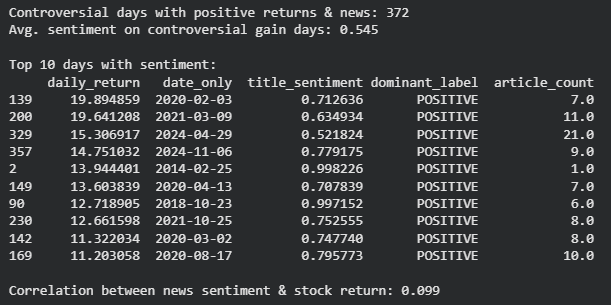 Controversial days with positive returns & news: 372
Avg. sentiment on controversial gain days: 0.545
Top 10 days with sentiment:
daily_return date_only title_sentiment dominant_label article_count
139 19.894859 2020-02-03 0.712636 POSITIVE 7.0
200 19.641208 2021-03-09 0.634934 POSITIVE 11.0
329 15.306917 2024-04-29 0.521824 POSITIVE 21.0
357 14.751032 2024-11-06 0.779175 POSITIVE 9.0
2 13.944401 2014-02-25 0.998226 POSITIVE 1.0
149 13.603839 2020-04-13 0.707839 POSITIVE 7.0
90 12.718905 2018-10-23 0.997152 POSITIVE 6.0
230 12.661598 2021-10-25 0.752555 POSITIVE 8.0
142 11.322034 2020-03-02 0.747740 POSITIVE 8.0
169 11.203058 2020-08-17 0.795773 POSITIVE 10.0
Correlation between news sentiment & stock return: 0.099